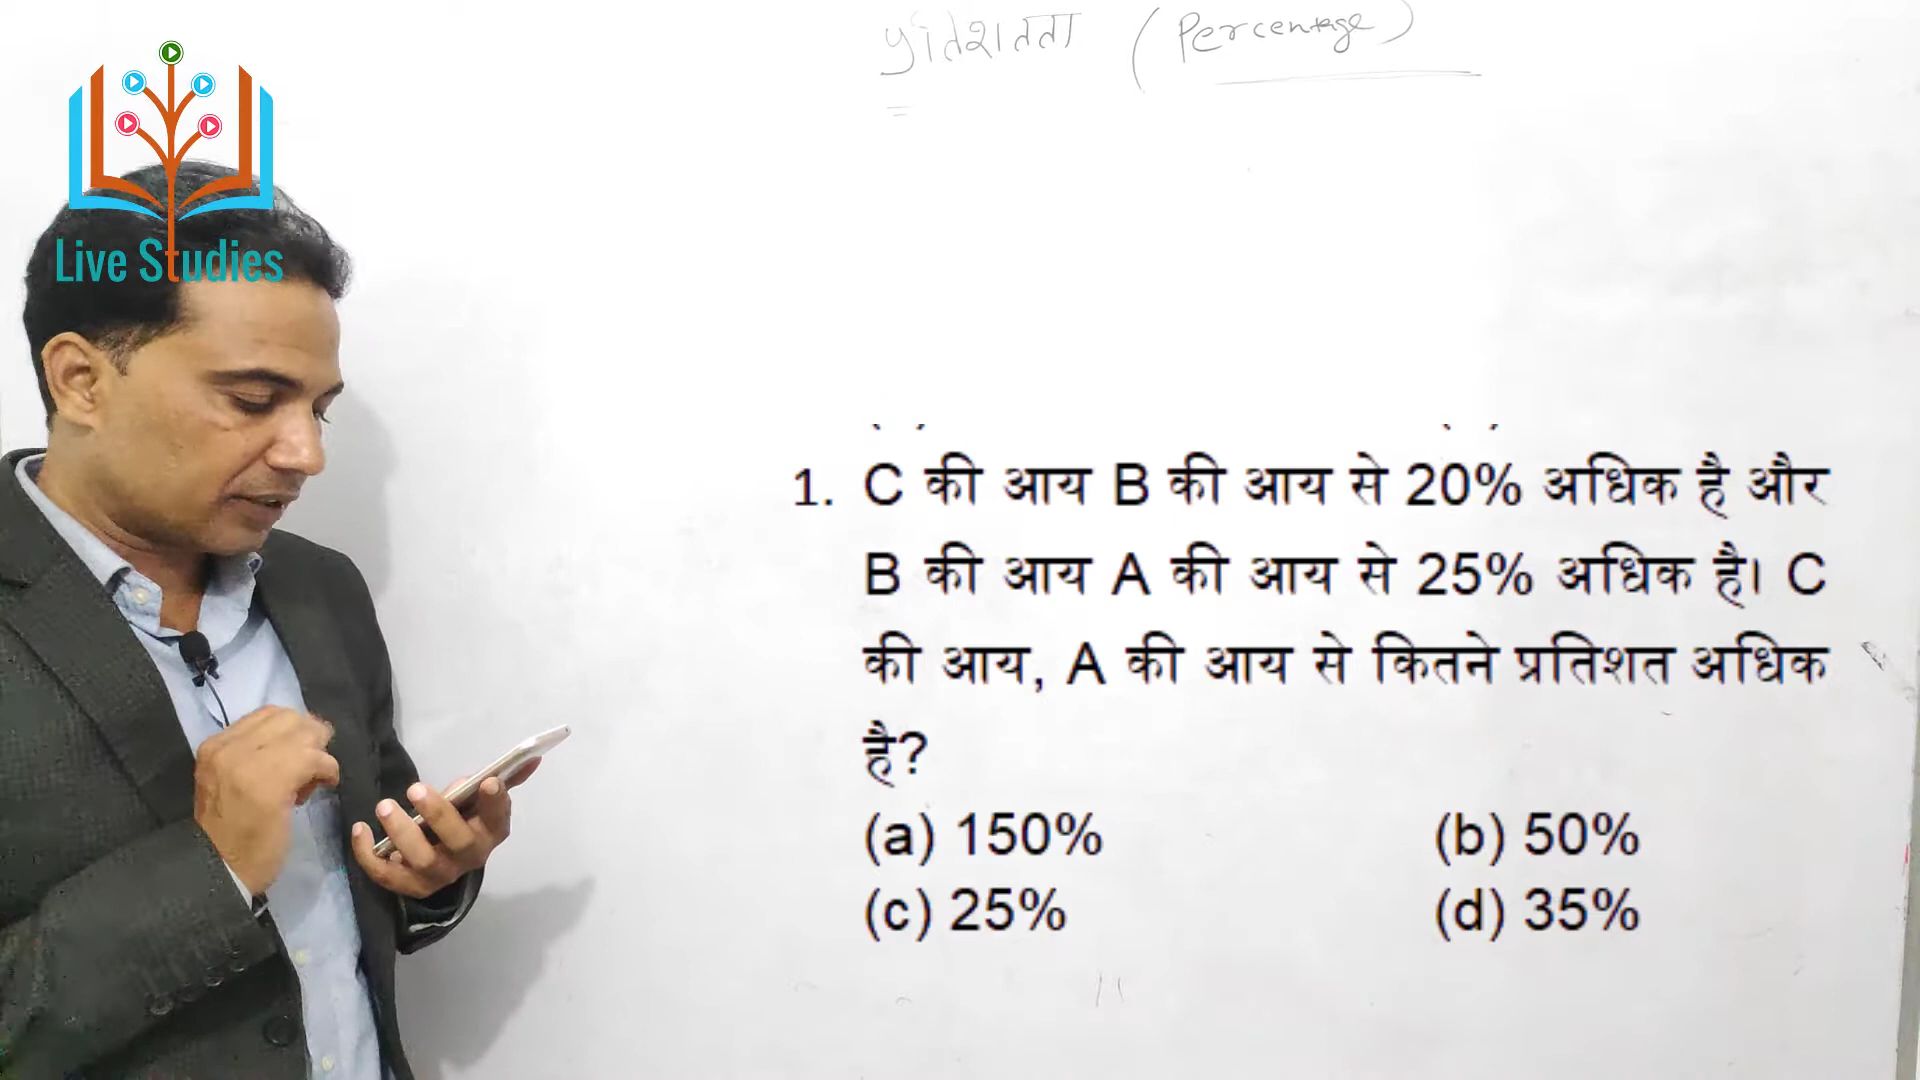 Live Studies
प्रतिशतता (Percentage)
1. C की आय B की आय से 20% अधिक है और
B की आय A की आय से 25% अधिक है। C
की आय, A की आय से कितने प्रतिशत अधिक
है?
(a) 150% (b) 50%
(c) 25% (d) 35%